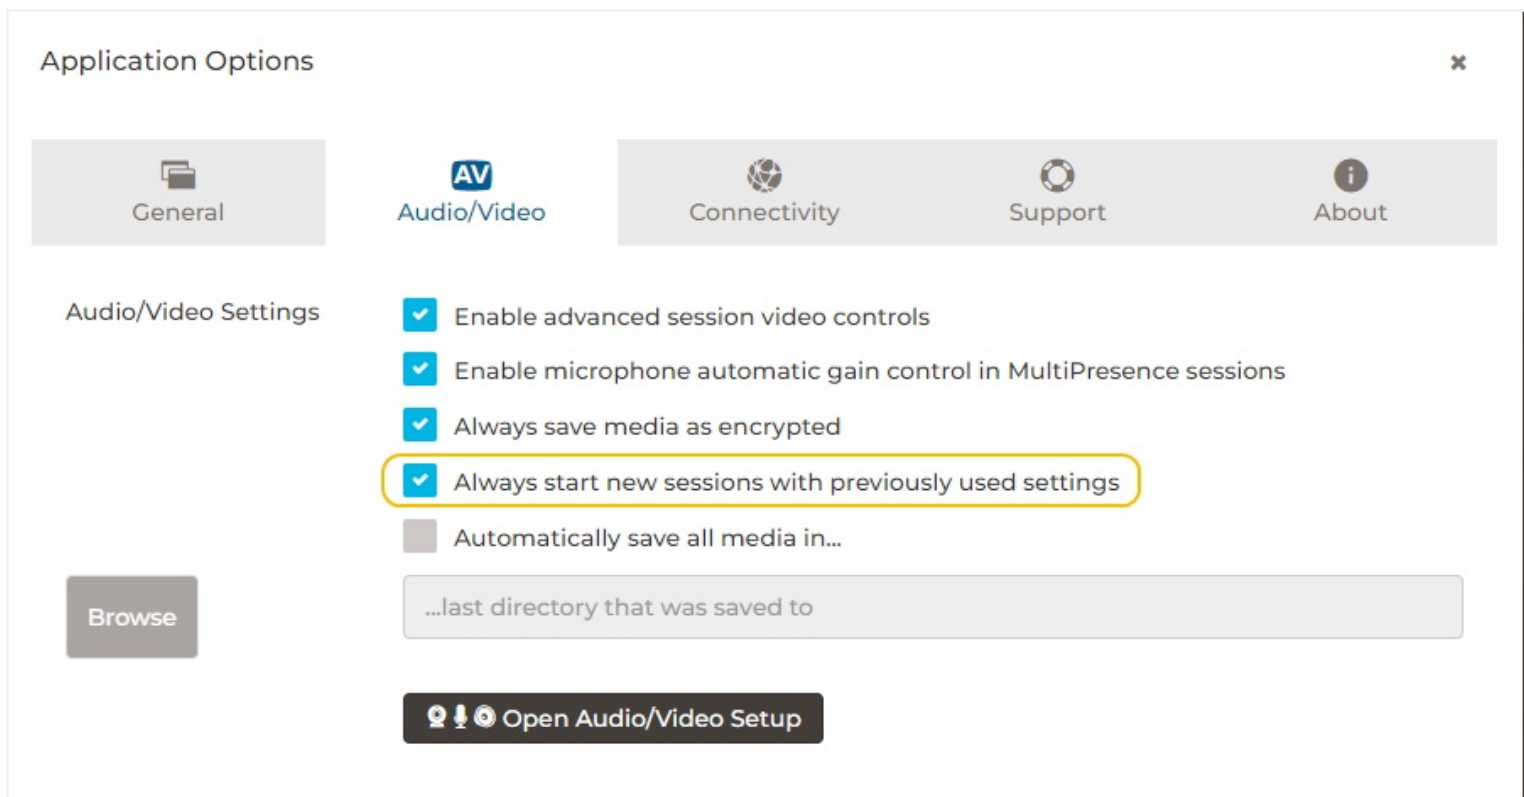 Application Options
AV
General
Audio/Video
Connectivity
Support
About
Audio/Video Settings
Enable advanced session video controls
Enable microphone automatic gain control in MultiPresence sessions
Always save media as encrypted
Always start new sessions with previously used settings
Automatically save all media in...
Browse
...last directory that was saved to
Open Audio/Video Setup